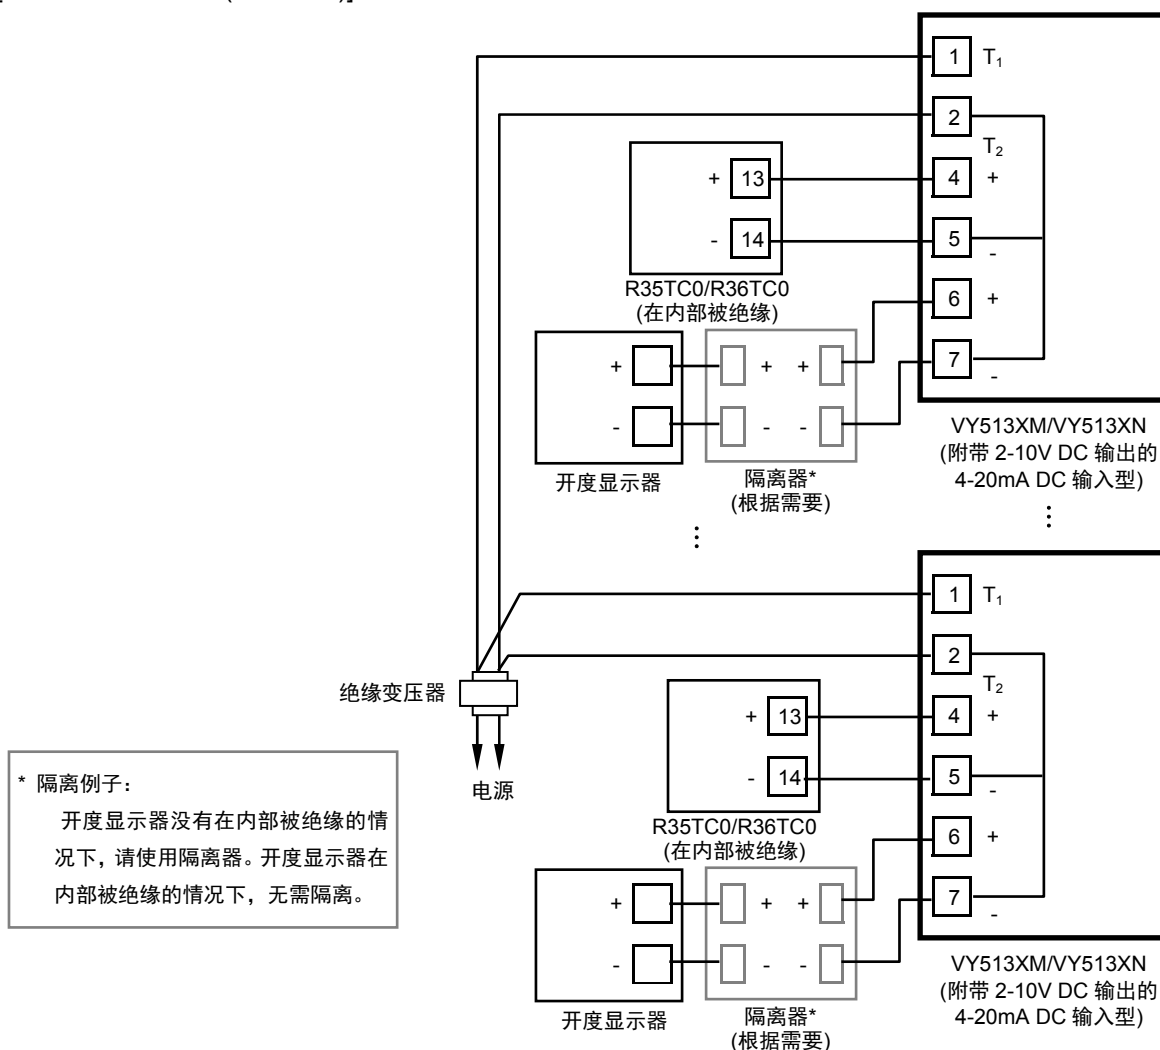 1 T₁
2
T₂
+ 13 4 +
- 14 5 -
R35TC0/R36TC0
(在内部被绝缘)
6 +
+ + +
7 -
- - -
开度显示器
隔离器*
(根据需要)
VY513XM/VY513XN
(附带 2-10V DC 输出的
4-20mA DC 输入型)
⋮ ⋮
1 T₁
2
T₂
绝缘变压器
+ 13 4 +
- 14 5 -
电源
R35TC0/R36TC0
(在内部被绝缘)
6 +
+ + +
7 -
- - -
开度显示器
隔离器*
(根据需要)
VY513XM/VY513XN
(附带 2-10V DC 输出的
4-20mA DC 输入型)
* 隔离例子：
开度显示器没有在内部被绝缘的情
况下，请使用隔离器。开度显示器在
内部被绝缘的情况下，无需隔离。